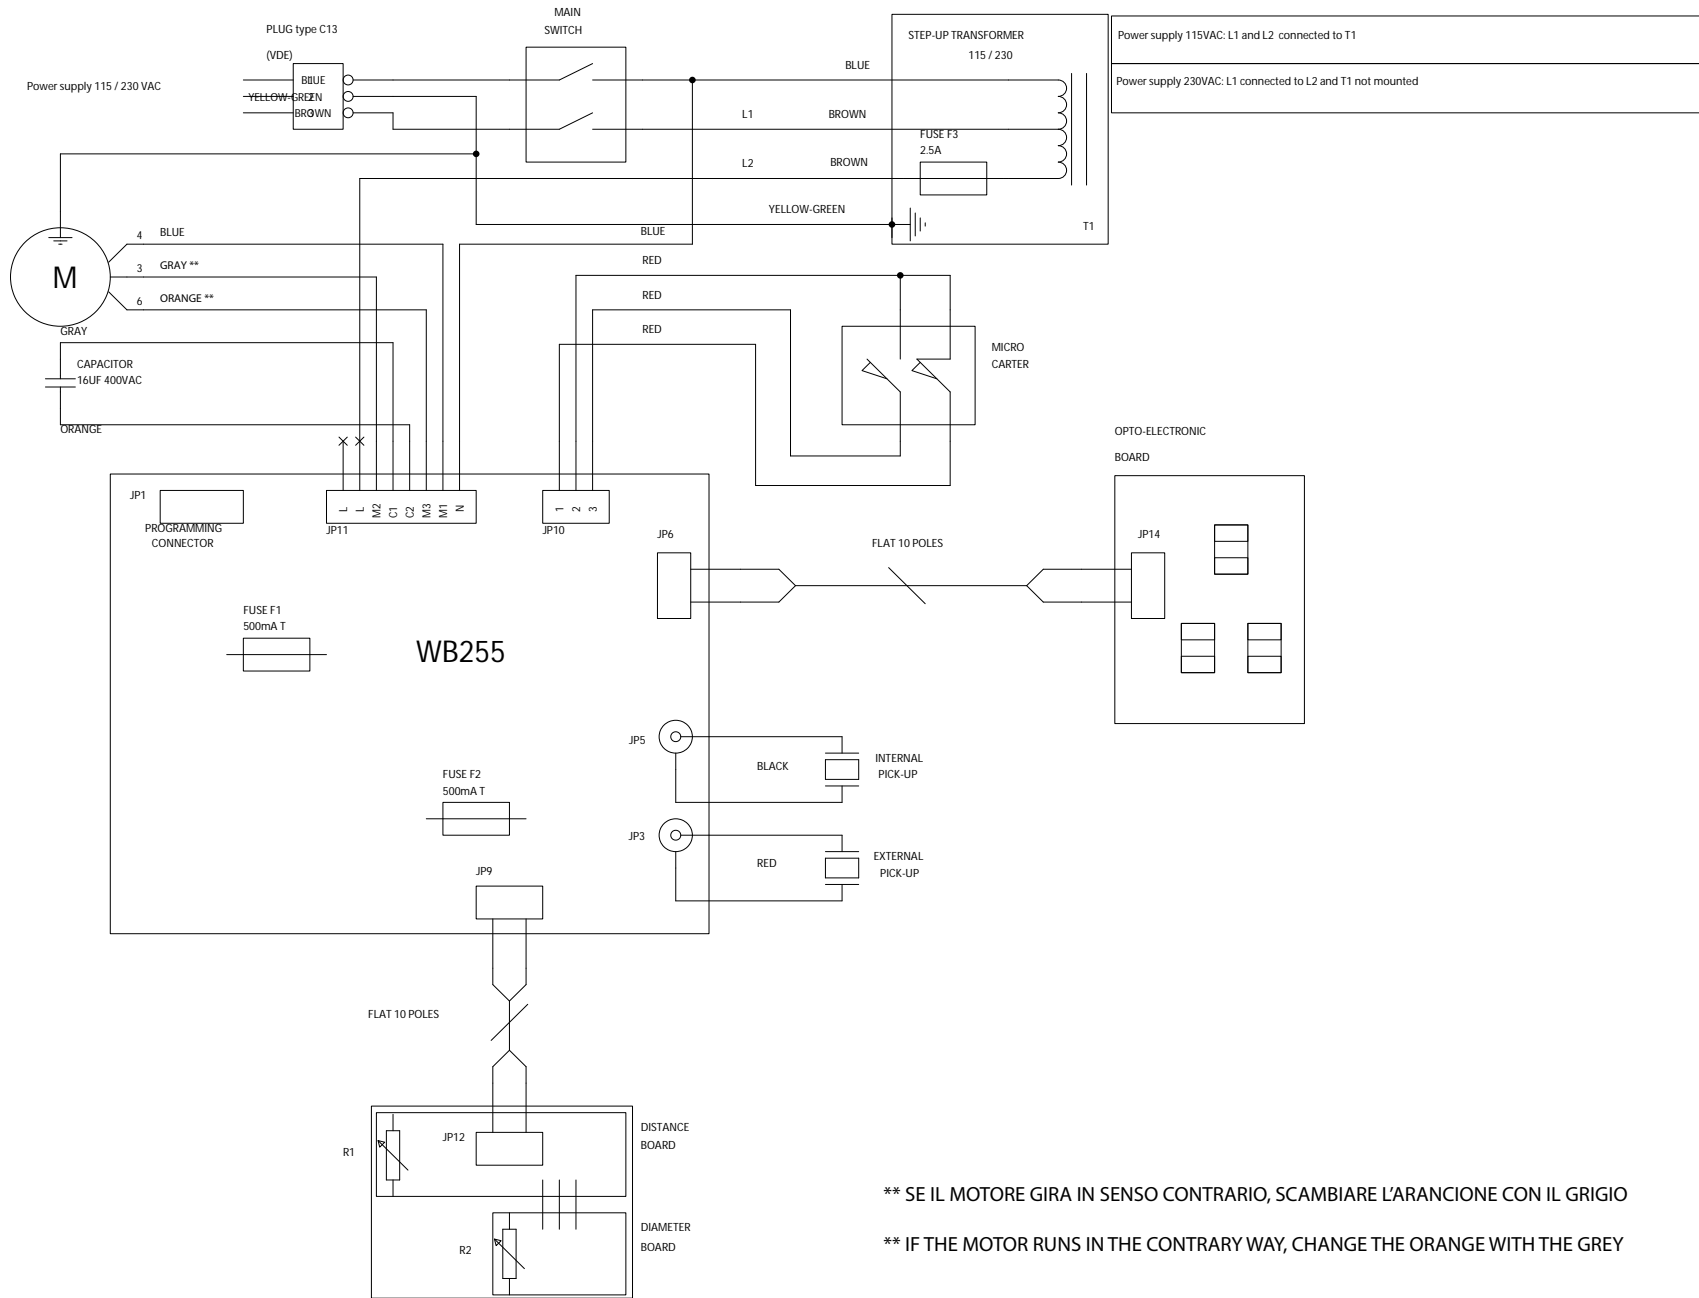 MAIN
SWITCH
PLUG type C13
(VDE)
Power supply 115 / 230 VAC
BLUE
1
YELLOW-GREEN
2
BROWN
3
STEP-UP TRANSFORMER
115 / 230
Power supply 115VAC: L1 and L2 connected to T1
Power supply 230VAC: L1 connected to L2 and T1 not mounted
BLUE
L1
BROWN
FUSE F3
2.5A
L2
BROWN
YELLOW-GREEN
T1
BLUE
4
BLUE
3
GRAY **
6
ORANGE **
M
RED
RED
RED
GRAY
CAPACITOR
16UF 400VAC
ORANGE
MICRO
CARTER
OPTO-ELECTRONIC
BOARD
JP1
PROGRAMMING
CONNECTOR
L
L
M2
C1
C2
M3
M1
N
JP11
1
2
3
JP10
JP6
FLAT 10 POLES
JP14
FUSE F1
500mA T
WB255
JP5
BLACK
INTERNAL
PICK-UP
FUSE F2
500mA T
JP3
RED
EXTERNAL
PICK-UP
JP9
FLAT 10 POLES
JP12
DISTANCE
BOARD
R1
DIAMETER
BOARD
R2
** SE IL MOTORE GIRA IN SENSO CONTRARIO, SCAMBIARE L'ARANCIONE CON IL GRIGIO
** IF THE MOTOR RUNS IN THE CONTRARY WAY, CHANGE THE ORANGE WITH THE GREY